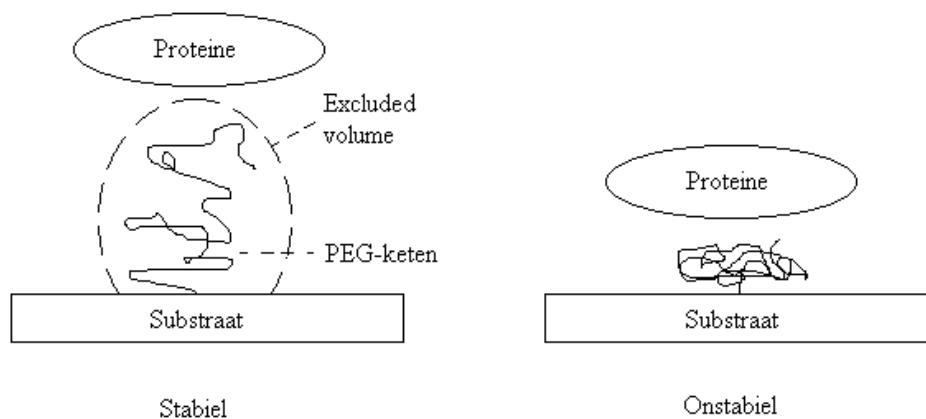 Proteine
Excluded
volume
PEG-keten
Substraat
Stabiel
Proteine
Substraat
Onstabiel